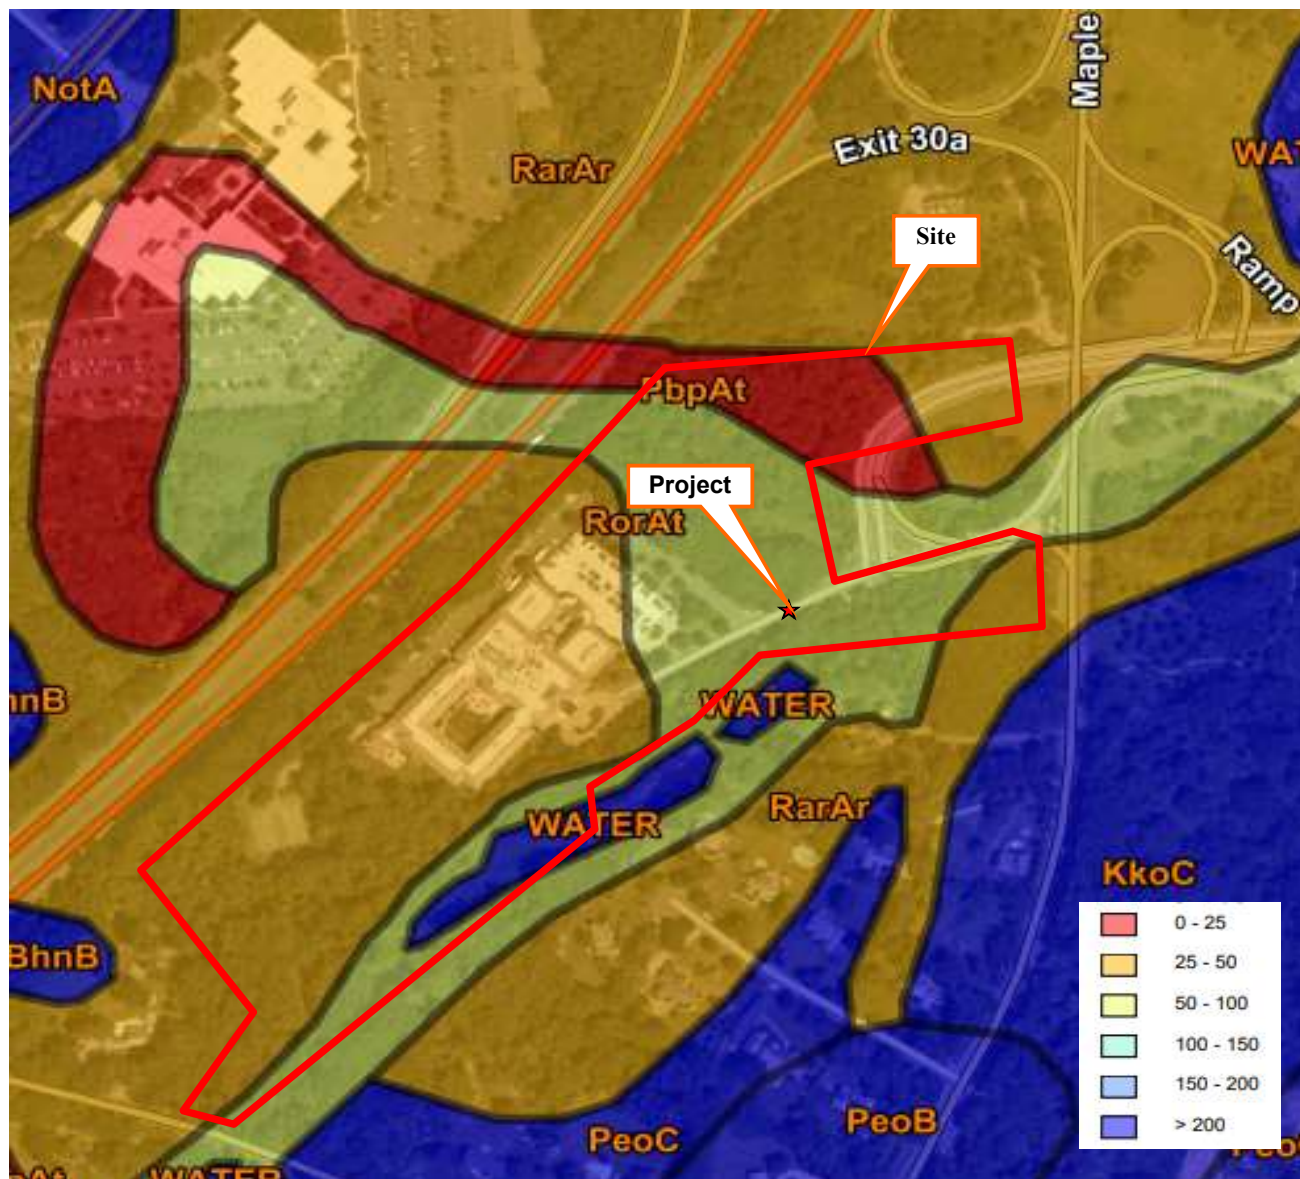 NotA
Maple
Exit 30a
RarAr
Site
Ramp
PbpAt
Project
RorAt
WATER
WATER
RarAr
KkoC
BhnB
0 - 25
25 - 50
50 - 100
100 - 150
150 - 200
> 200
PeoB
PeoC